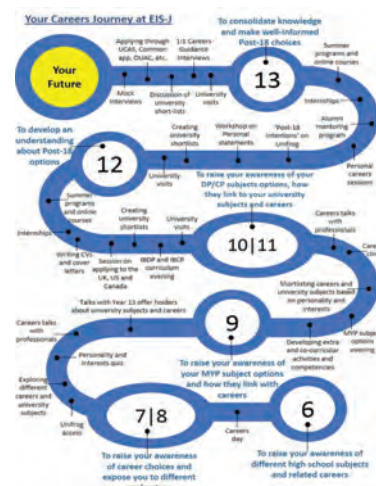 Your Careers Journey at EIS-J
To consolidate knowledge
and make well-informed
Post-18 choices
Applying through
UCAS, Common
app, OUAC, etc.
1:1 Careers
Guidance
Interviews
Summer
programs and
online courses
Your
Future
13
Mock
Interviews
Discussion of
university
short-lists
University
visits
Internships
Alumni
mentoring
program
To develop an
understanding
about Post-18
options
Creating
university
shortlists
Workshop on
Personal
statements
'Post-18
Intentions' on
Unifrog
12
University
visits
To raise your awareness of your
DP/CP subjects options, how
they link to your
university subjects
and careers
Personal
careers
sessions
Summer
programs
and online
courses
Creating
university
shortlists
University
visits
Careers
talks with
professionals
Internships
10|11
Writing CVs
and cover
letters
Session on
applying to the
UK, US and
Canada
IBDP and IBCP
curriculum
evening
Shortlisting careers and
university subjects based
on personality and
interests
Talks with Year 13 offer holders
about university subjects and careers
Careers
talks with
professionals
9
Personality and
interests quiz
To raise your awareness of
your MYP subject options
and how they link with
careers
Developing extra
and co-curricular
activities and
competencies
MYP
options
evening
Exploring
different
careers and
university
subjects
7|8
6
Unifrog
access
Careers
day
To raise your awareness
of career choices and
expose you to different
To raise your awareness of
different high school subjects
and related careers